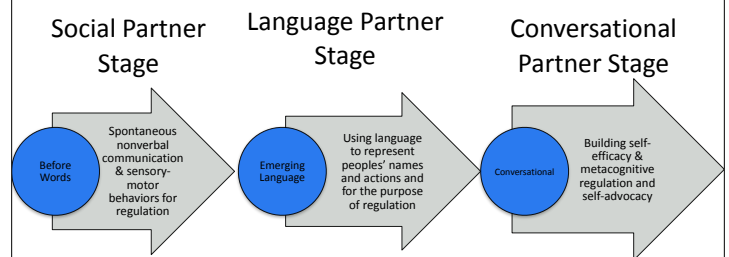 Social Partner
Stage
Language Partner
Stage
Conversational
Partner Stage
Before
Words
Spontaneous
nonverbal
communication
& sensory-
motor
behaviors for
regulation
Emerging
Language
Using language
to represent
peoples’ names
and actions and
for the purpose
of regulation
Conversational
Building self-
efficacy &
metacognitive
regulation and
self-advocacy